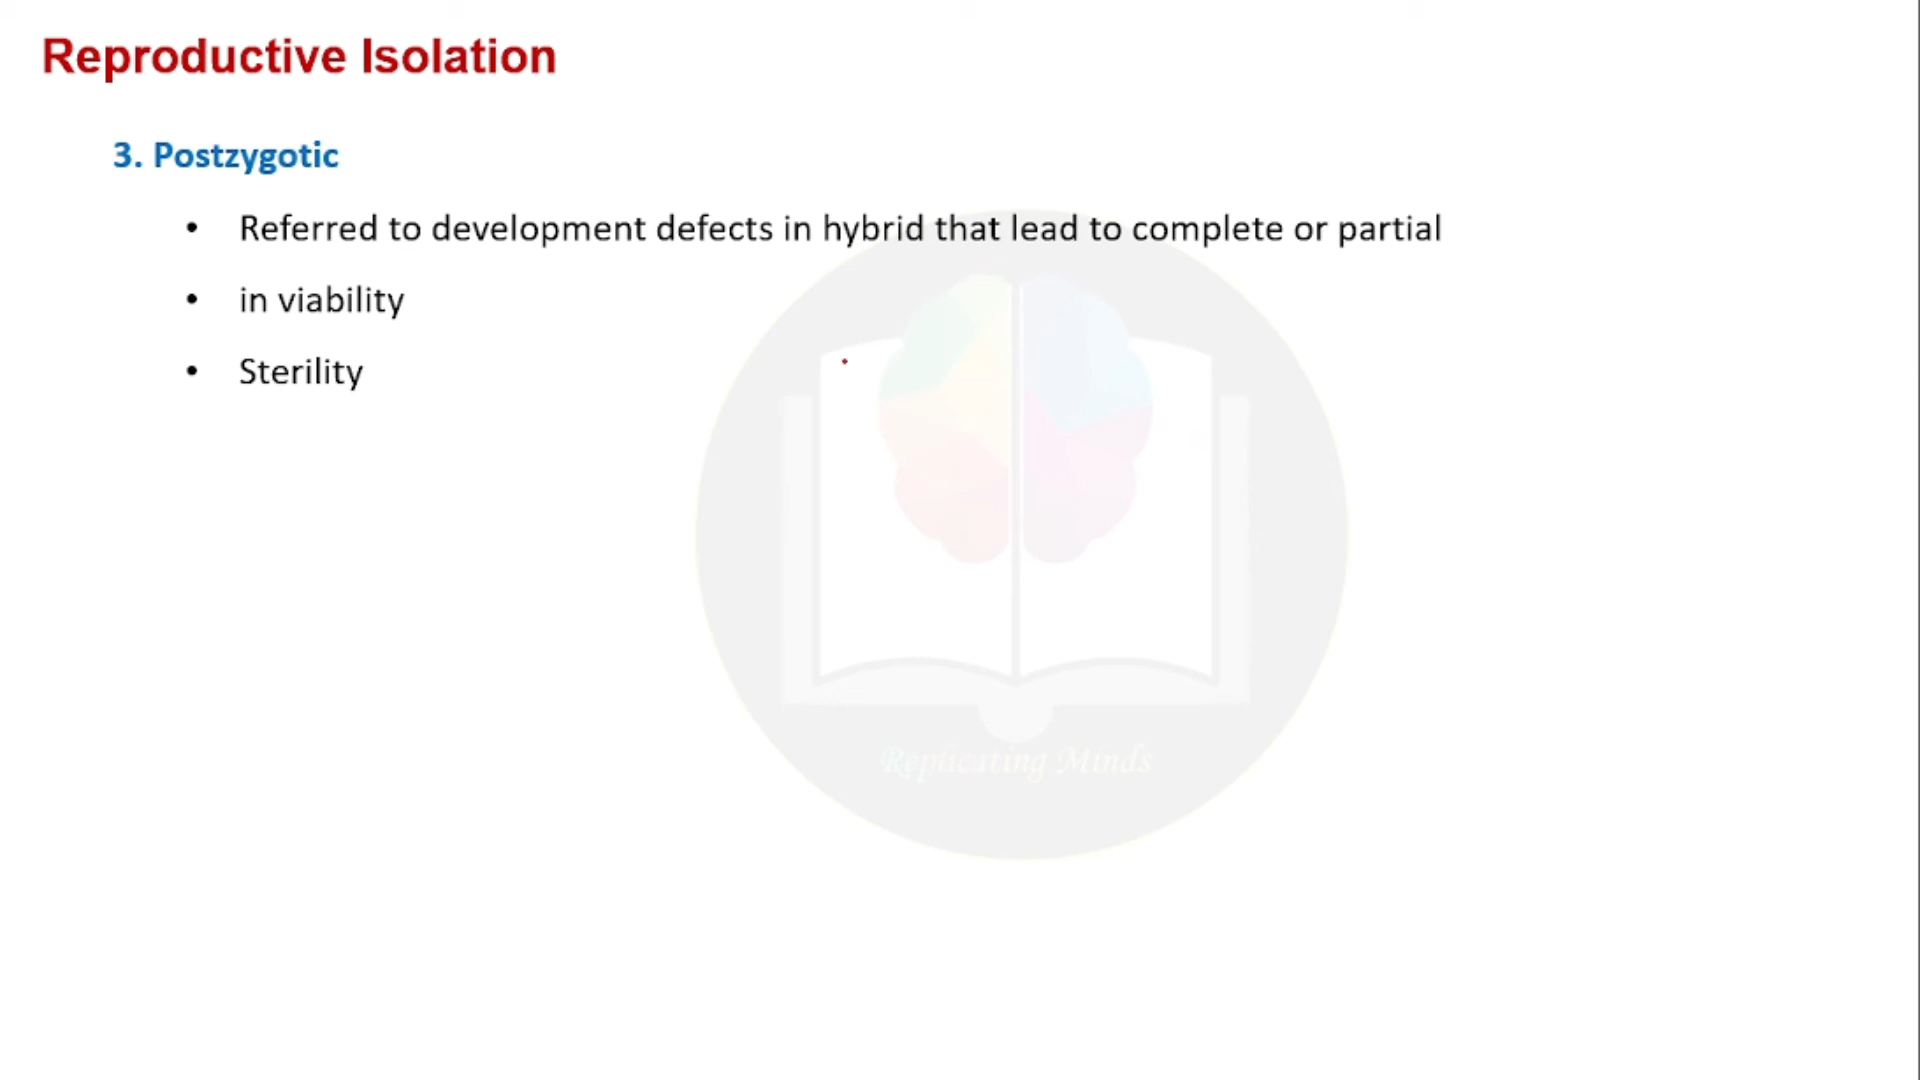 Reproductive Isolation
3. Postzygotic
• Referred to development defects in hybrid that lead to complete or partial
• in viability
• Sterility
Replicating Minds